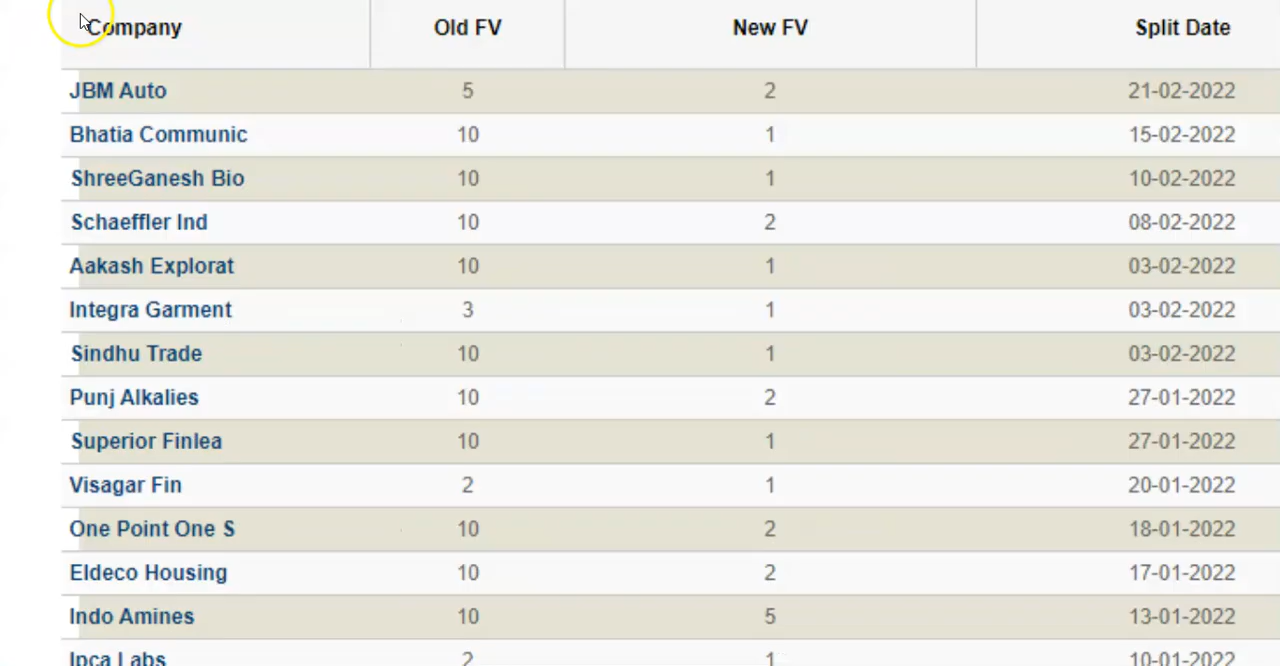 Company Old FV New FV Split Date
JBM Auto 5 2 21-02-2022
Bhatia Communic 10 1 15-02-2022
ShreeGanesh Bio 10 1 10-02-2022
Schaeffler Ind 10 2 08-02-2022
Aakash Explorat 10 1 03-02-2022
Integra Garment 3 1 03-02-2022
Sindhu Trade 10 1 03-02-2022
Punj Alkalies 10 2 27-01-2022
Superior Finlea 10 1 27-01-2022
Visagar Fin 2 1 20-01-2022
One Point One S 10 2 18-01-2022
Eldeco Housing 10 2 17-01-2022
Indo Amines 10 5 13-01-2022
Ipca Labs 2 1 10-01-2022